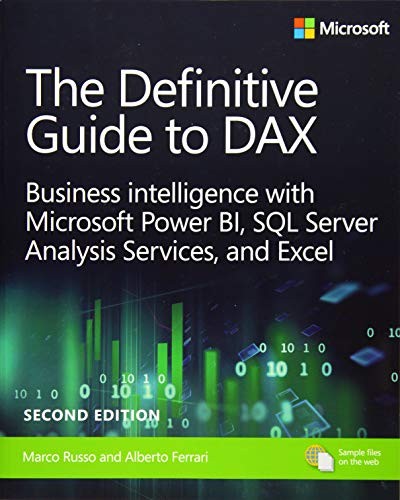 Microsoft
The Definitive
Guide to DAX
Business intelligence with
Microsoft Power BI, SQL Server
Analysis Services, and Excel
SECOND EDITION
Marco Russo and Alberto Ferrari
Sample files
on the web